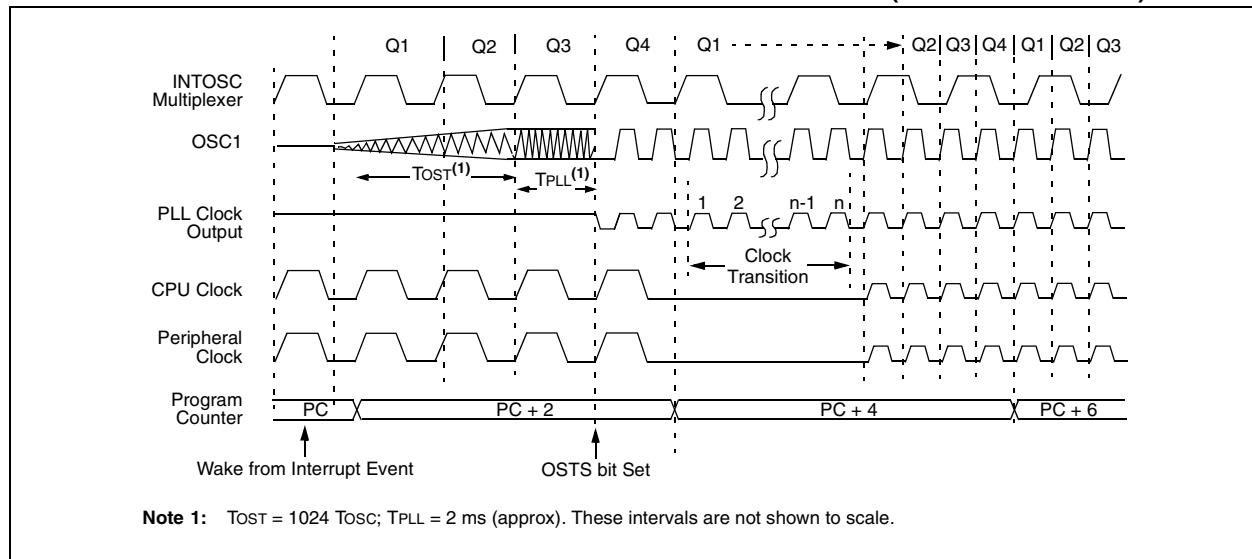 Q1 Q2 Q3 Q4 Q1 Q2 Q3 Q4 Q1 Q2 Q3
INTOSC
Multiplexer
OSC1
TOST(1)
TPLL(1)
PLL Clock
Output
1 2 n-1 n
Clock
Transition
CPU Clock
Peripheral
Clock
Program
Counter
PC PC + 2 PC + 4 PC + 6
Wake from Interrupt Event
OSTS bit Set
Note 1: TOST = 1024 TOSC; TPLL = 2 ms (approx). These intervals are not shown to scale.